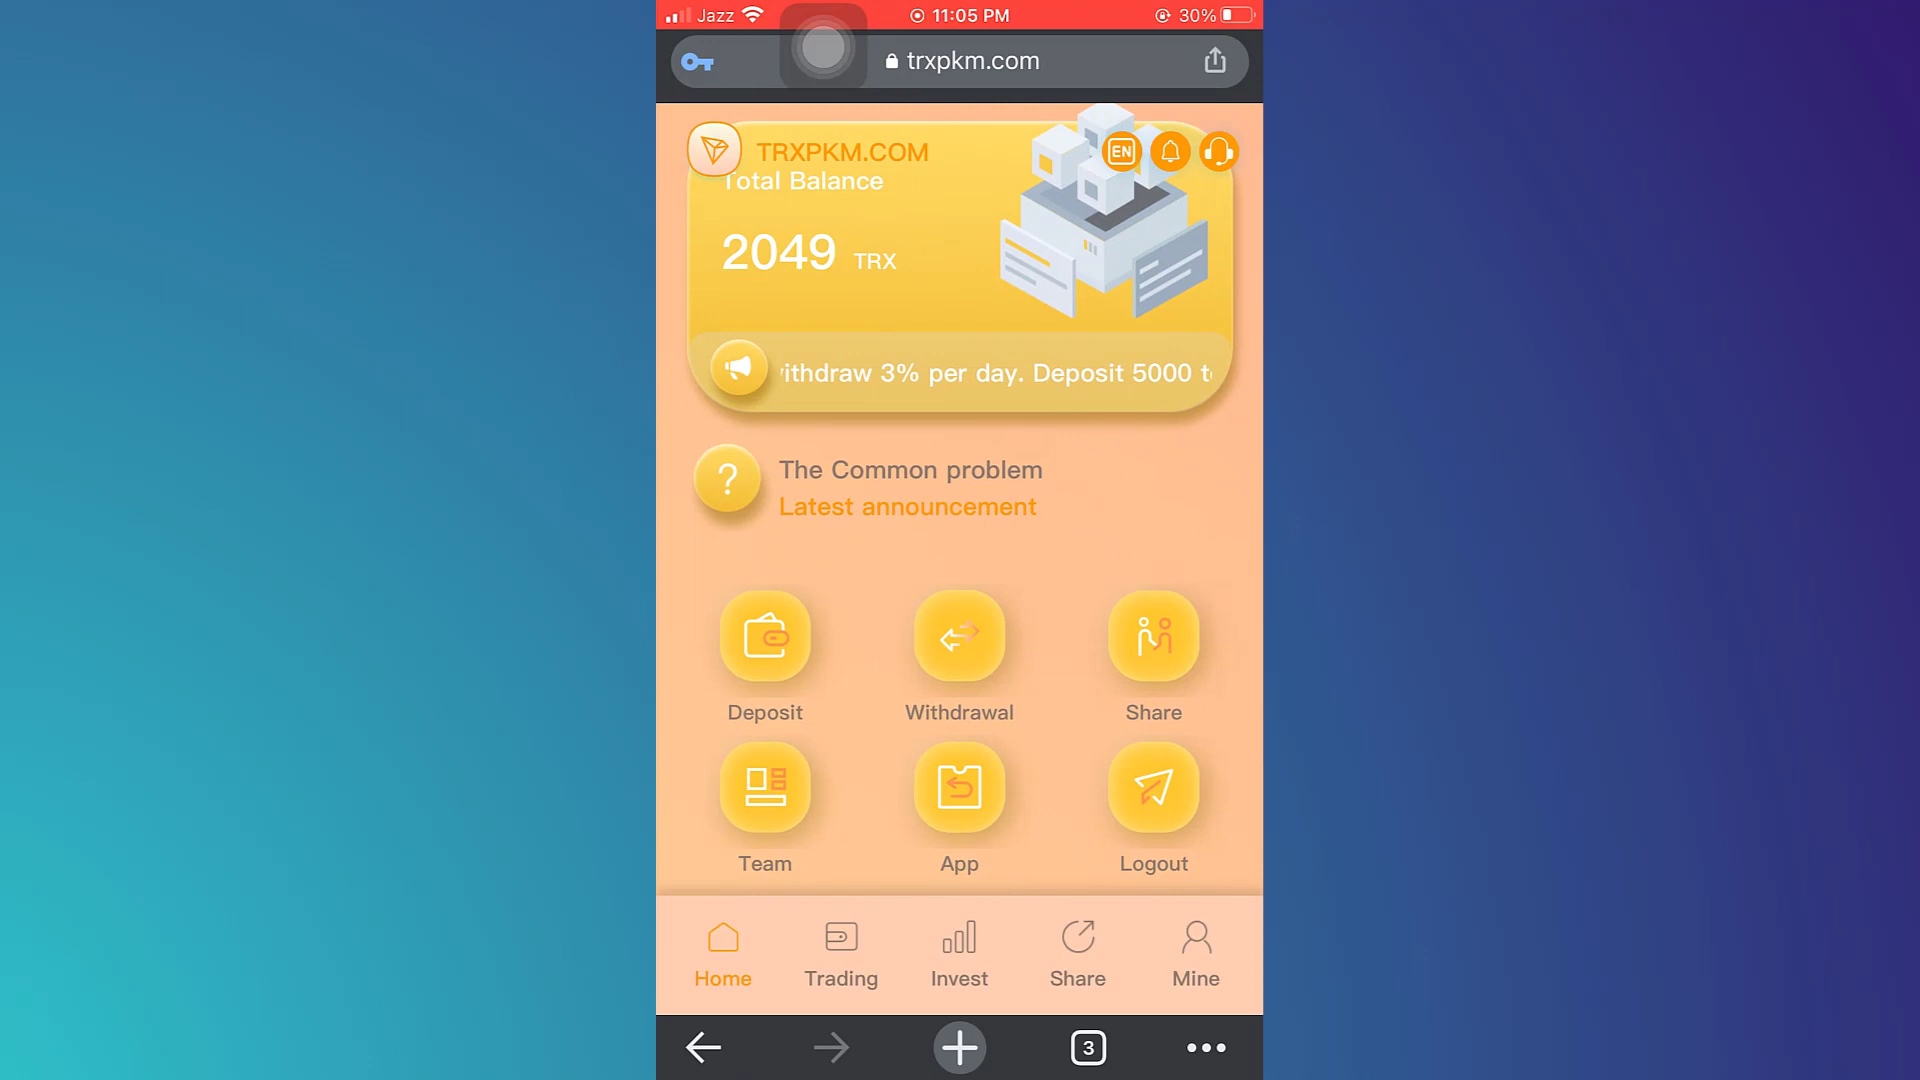 Jazz 11:05 PM 30%
trxpkm.com
TRXPKM.COM EN
Total Balance
2049 TRX
withdraw 3% per day. Deposit 5000 t
The Common problem
Latest announcement
Deposit Withdrawal Share
Team App Logout
Home Trading Invest Share Mine
3